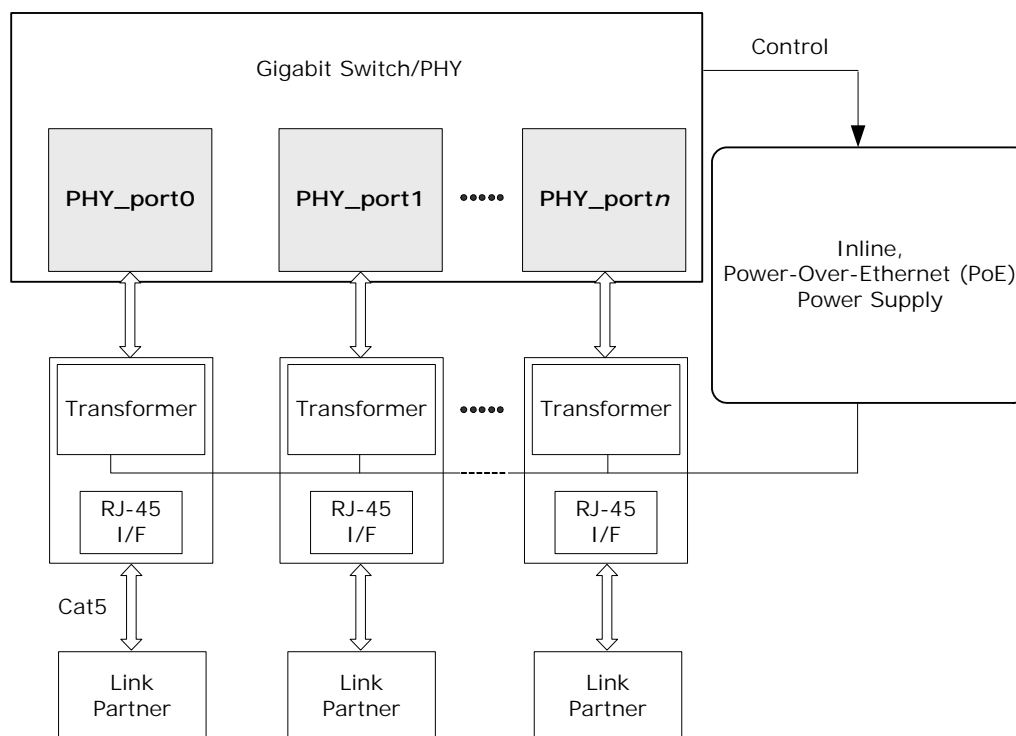 Control
Gigabit Switch/PHY
PHY_port0
PHY_port1
PHY_portn
Inline,
Power-Over-Ethernet (PoE)
Power Supply
Transformer
Transformer
Transformer
RJ-45
I/F
RJ-45
I/F
RJ-45
I/F
Cat5
Link
Partner
Link
Partner
Link
Partner